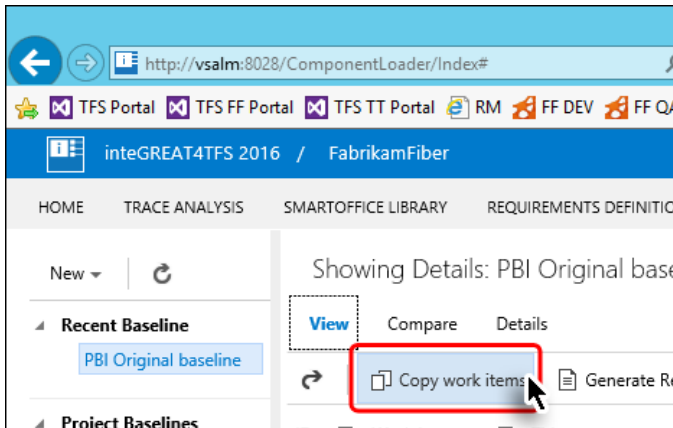 http://vsalm:8028/ComponentLoader/Index#
TFS Portal TFS FF Portal TFS TT Portal RM FF DEV FF QA
inteGREAT4TFS 2016 / FabrikamFiber
HOME TRACE ANALYSIS SMARTOFFICE LIBRARY REQUIREMENTS DEFINITIO
New Showing Details: PBI Original base
Recent Baseline View Compare Details
PBI Original baseline
Copy work items Generate Re
Project Baselines